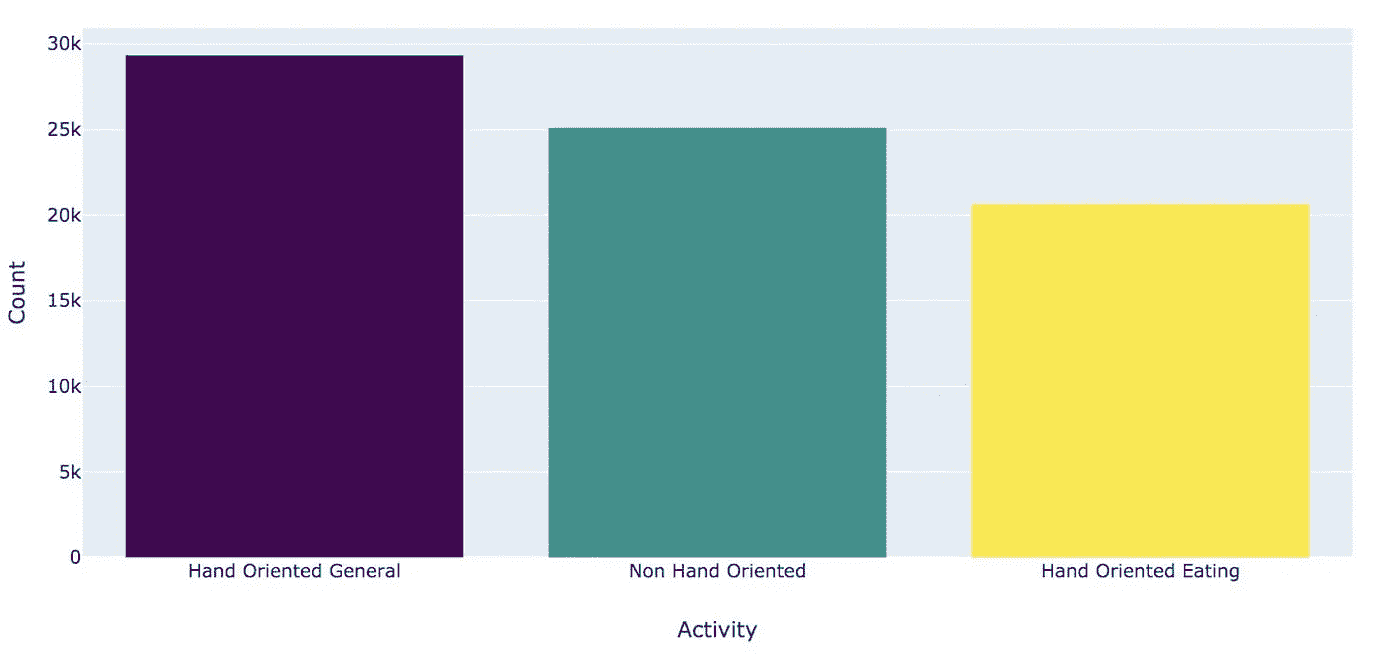 30k
25k
20k
15k
10k
5k
0
Count
Hand Oriented General
Non Hand Oriented
Hand Oriented Eating
Activity